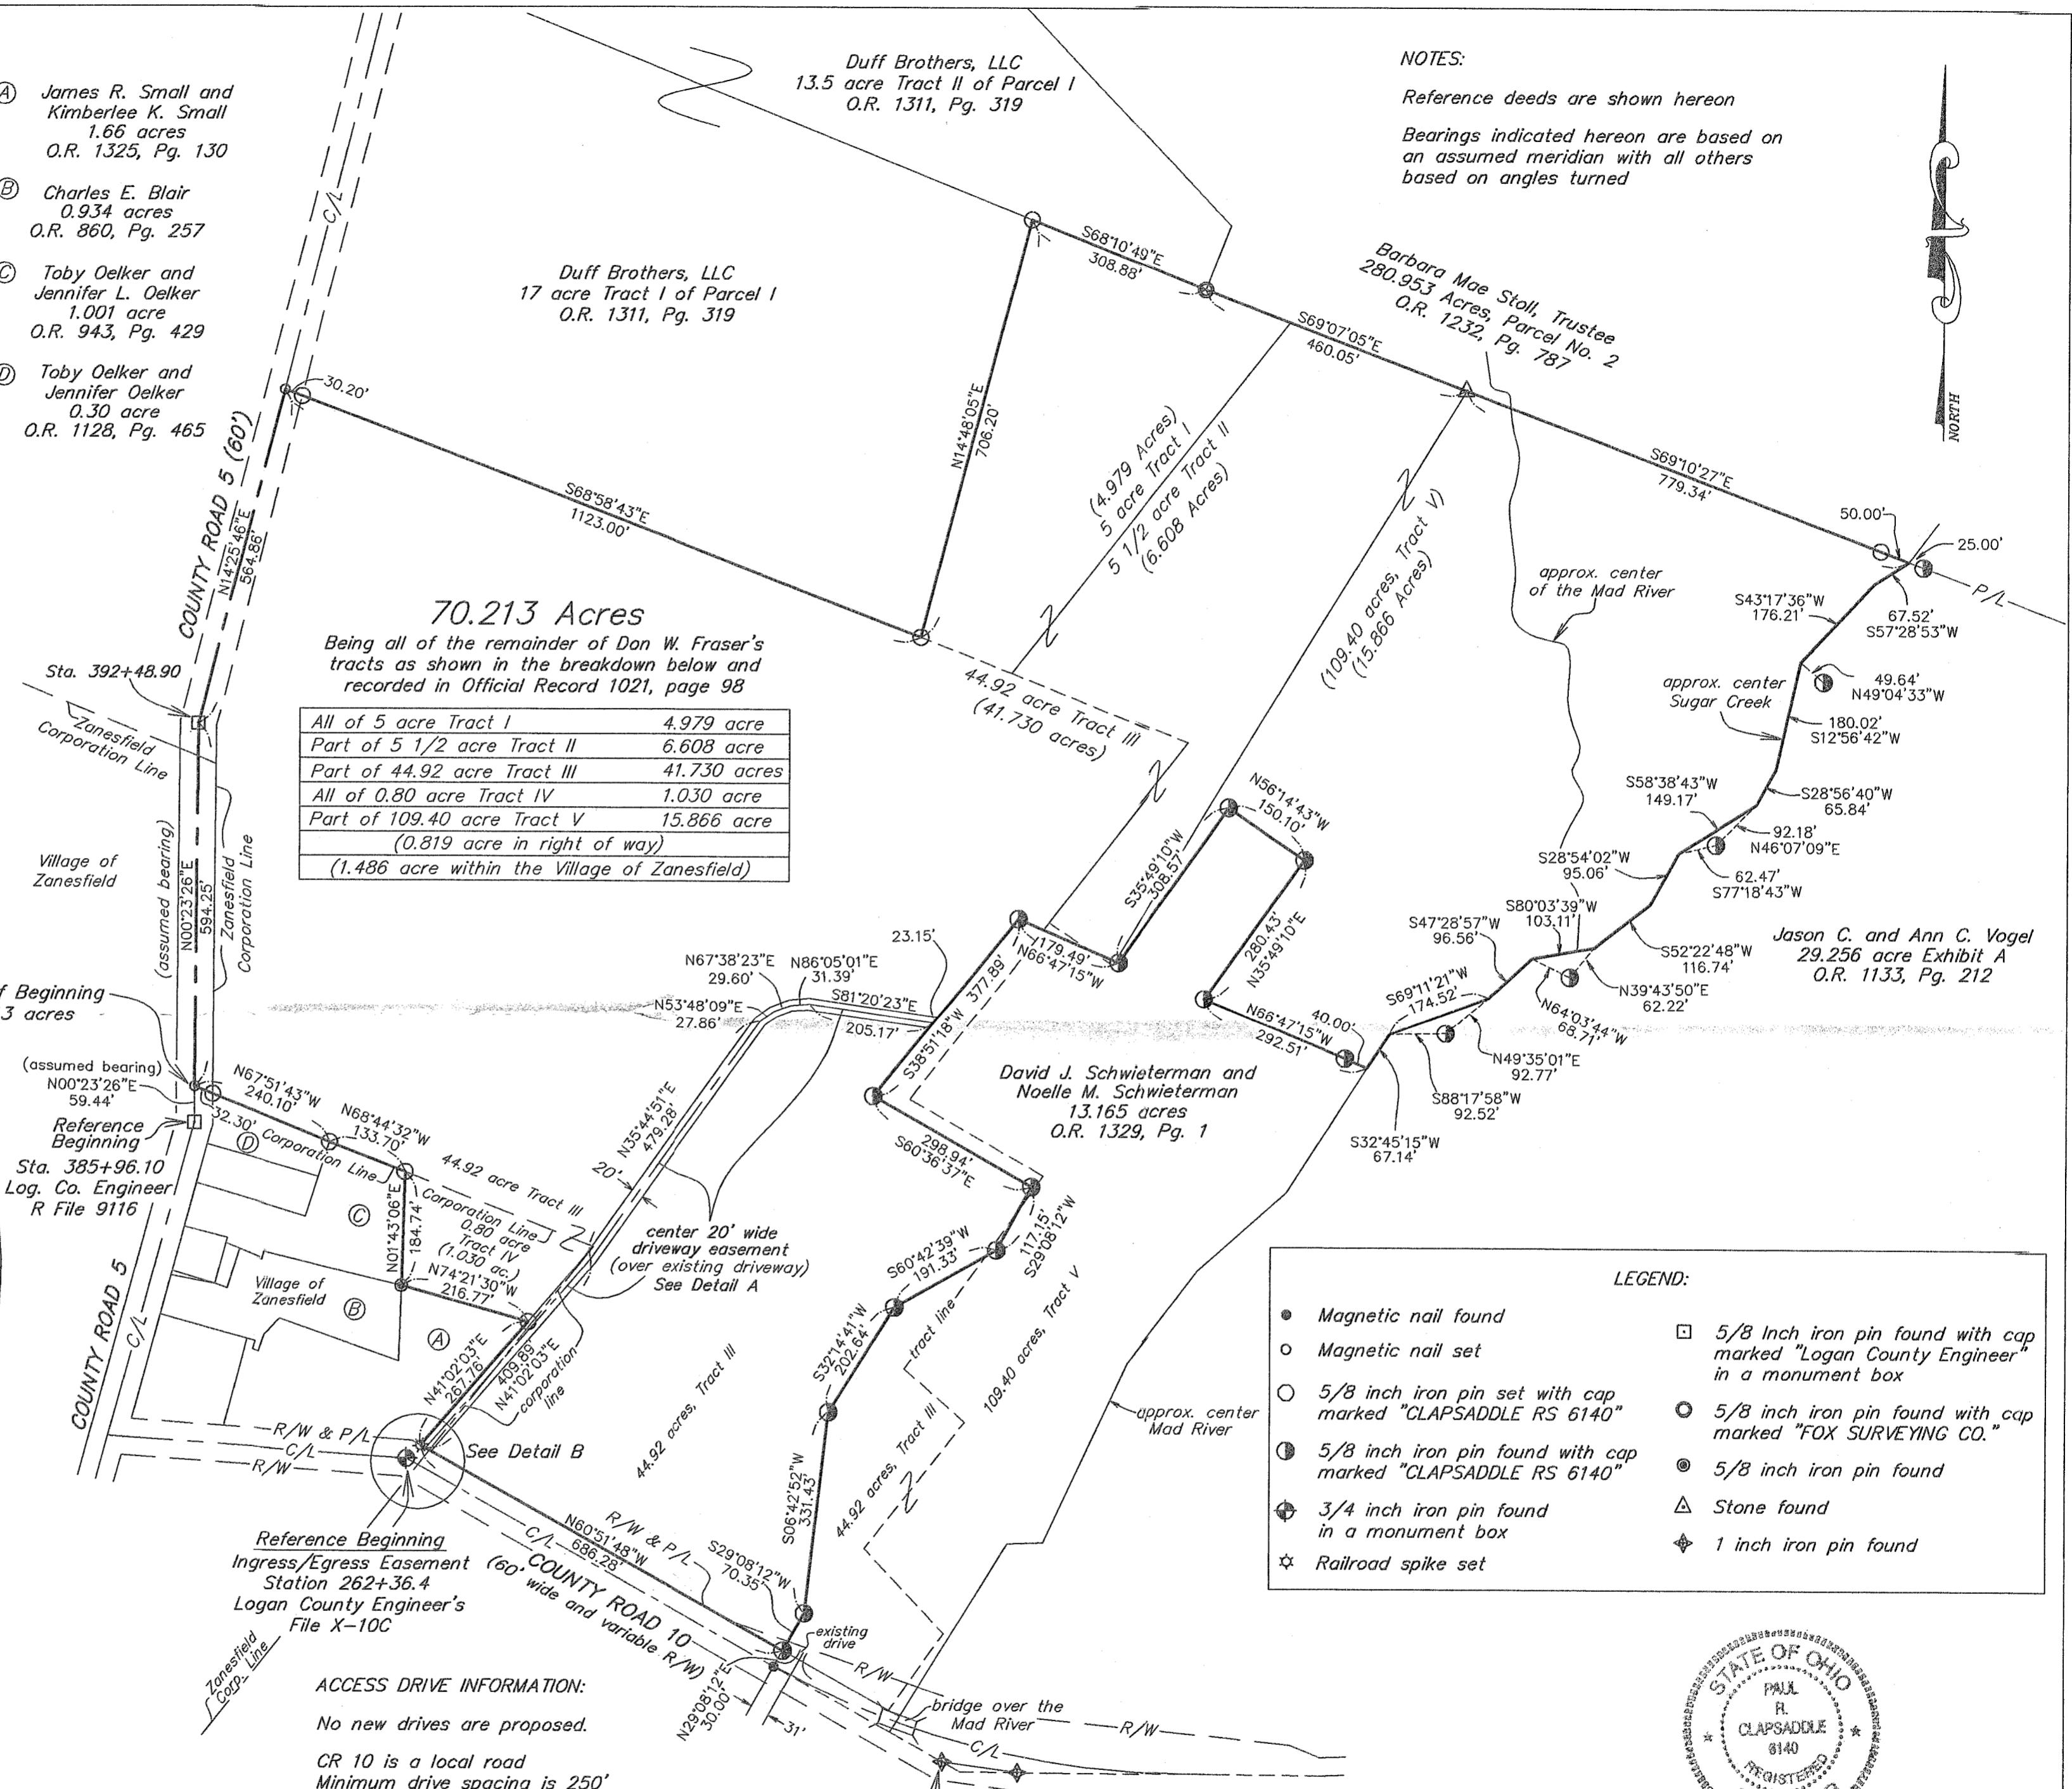 Ⓐ James R. Small and
Kimberlee K. Small
1.66 acres
O.R. 1325, Pg. 130
Ⓑ Charles E. Blair
0.934 acres
O.R. 860, Pg. 257
Ⓒ Toby Oelker and
Jennifer L. Oelker
1.001 acre
O.R. 943, Pg. 429
Ⓓ Toby Oelker and
Jennifer Oelker
0.30 acre
O.R. 1128, Pg. 465
C/L
Duff Brothers, LLC
13.5 acre Tract II of Parcel I
O.R. 1311, Pg. 319
Duff Brothers, LLC
17 acre Tract I of Parcel I
O.R. 1311, Pg. 319
NOTES:
Reference deeds are shown hereon
Bearings indicated hereon are based on
an assumed meridian with all others
based on angles turned
NORTH
S68°10'49"E
308.88'
S69°07'05"E
460.05'
Barbara Mae Stoll, Trustee
280.953 Acres, Parcel No. 2
O.R. 1232, Pg. 787
S69°10'27"E
779.34'
50.00'
25.00'
P/L
30.20'
COUNTY ROAD 5 (60')
N14°25'46"E
564.86'
S68°58'43"E
1123.00'
N14°48'05"E
706.20'
(4.979 Acres)
5 acre Tract I
5 1/2 acre Tract II
(6.608 Acres)
(109.40 acres, Tract V)
(15.866 Acres)
approx. center
of the Mad River
67.52'
S57°28'53"W
S43°17'36"W
176.21'
49.64'
N49°04'33"W
approx. center
Sugar Creek
180.02'
S12°56'42"W
S28°56'40"W
65.84'
S58°38'43"W
149.17'
92.18'
N46°07'09"E
62.47'
S77°18'43"W
S28°54'02"W
95.06'
S80°03'39"W
103.11'
S52°22'48"W
116.74'
S47°28'57"W
96.56'
N39°43'50"E
62.22'
N64°03'44"W
68.71'
S69°11'21"W
174.52'
N49°35'01"E
92.77'
S88°17'58"W
92.52'
S32°45'15"W
67.14'
Jason C. and Ann C. Vogel
29.256 acre Exhibit A
O.R. 1133, Pg. 212
70.213 Acres
Being all of the remainder of Don W. Fraser's
tracts as shown in the breakdown below and
recorded in Official Record 1021, page 98
All of 5 acre Tract I 4.979 acre
Part of 5 1/2 acre Tract II 6.608 acre
Part of 44.92 acre Tract III 41.730 acres
All of 0.80 acre Tract IV 1.030 acre
Part of 109.40 acre Tract V 15.866 acre
(0.819 acre in right of way)
(1.486 acre within the Village of Zanesfield)
44.92 acre Tract III
(41.730 acres)
Sta. 392+48.90
Zanesfield
Corporation Line
Village of
Zanesfield
(assumed bearing)
N00°23'26"E
594.25'
Zanesfield
Corporation Line
f Beginning
3 acres
(assumed bearing)
N00°23'26"E
59.44'
Reference
Beginning
Sta. 385+96.10
Log. Co. Engineer
R File 9116
N67°51'43"W
240.10'
32.30'
Corporation Line
N68°44'32"W
133.70'
44.92 acre Tract III
Corporation Line
0.80 acre
Tract IV
(1.030 ac.)
N01°43'06"E
184.74'
N74°21'30"W
216.77'
Ⓓ
Ⓒ
Ⓑ
Ⓐ
Village of
Zanesfield
N41°02'03"E
267.76'
409.89'
N41°02'03"E
corporation
line
COUNTY ROAD 5
C/L
R/W & P/L
C/L
R/W
See Detail B
N56°14'43"W
150.10'
S35°49'10"W
308.57'
280.43'
N35°49'10"E
179.49'
N66°47'15"W
N66°47'15"W
292.51'
40.00'
23.15'
377.89'
S38°51'18"W
N67°38'23"E
29.60'
N86°05'01"E
31.39'
N53°48'09"E
27.86'
S81°20'23"E
205.17'
N35°44'51"E
479.28'
20'
center 20' wide
driveway easement
(over existing driveway)
See Detail A
David J. Schwieterman and
Noelle M. Schwieterman
13.165 acres
O.R. 1329, Pg. 1
298.94'
S60°36'37"E
117.15'
S29°08'12"W
S60°42'39"W
191.33'
S32°14'41"W
202.64'
tract line
109.40 acres, Tract V
44.92 acres, Tract III
44.92 acres, Tract III
S06°42'52"W
331.43'
approx. center
Mad River
S29°08'12"W
70.35'
R/W & P/L
N60°51'48"W
686.28'
C/L
COUNTY ROAD 10
(60' wide and variable R/W)
existing
drive
R/W
N29°08'12"E
30.00'
31'
bridge over the
Mad River
R/W
C/L
Reference Beginning
Ingress/Egress Easement
Station 262+36.4
Logan County Engineer's
File X-10C
Zanesfield
Corp. Line
ACCESS DRIVE INFORMATION:
No new drives are proposed.
CR 10 is a local road
Minimum drive spacing is 250'
LEGEND:
Magnetic nail found
Magnetic nail set
5/8 inch iron pin set with cap
marked "CLAPSADDLE RS 6140"
5/8 inch iron pin found with cap
marked "CLAPSADDLE RS 6140"
3/4 inch iron pin found
in a monument box
Railroad spike set
5/8 Inch iron pin found with cap
marked "Logan County Engineer"
in a monument box
5/8 inch iron pin found with cap
marked "FOX SURVEYING CO."
5/8 inch iron pin found
Stone found
1 inch iron pin found
STATE OF OHIO
PAUL
R.
CLAPSADDLE
6140
REGISTERED